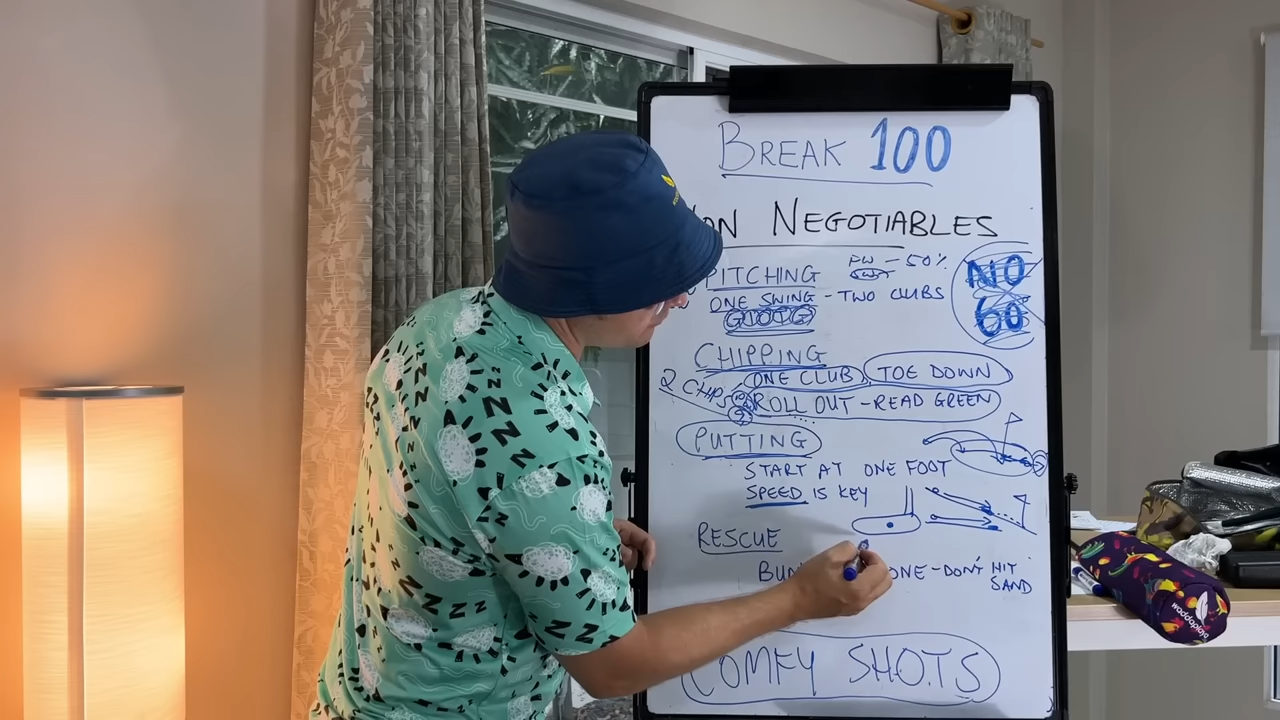 BREAK 100
NEGOTIABLES
PITCHING PW - 50%
ONE SWING - TWO CLUBS
NO
60
CHIPPING
ONE CLUB TOE DOWN
2 CHIPS
ROLL OUT - READ GREEN
PUTTING
START AT ONE FOOT
SPEED IS KEY
RESCUE
ONE - DON'T HIT
SAND
COMFY SHOTS